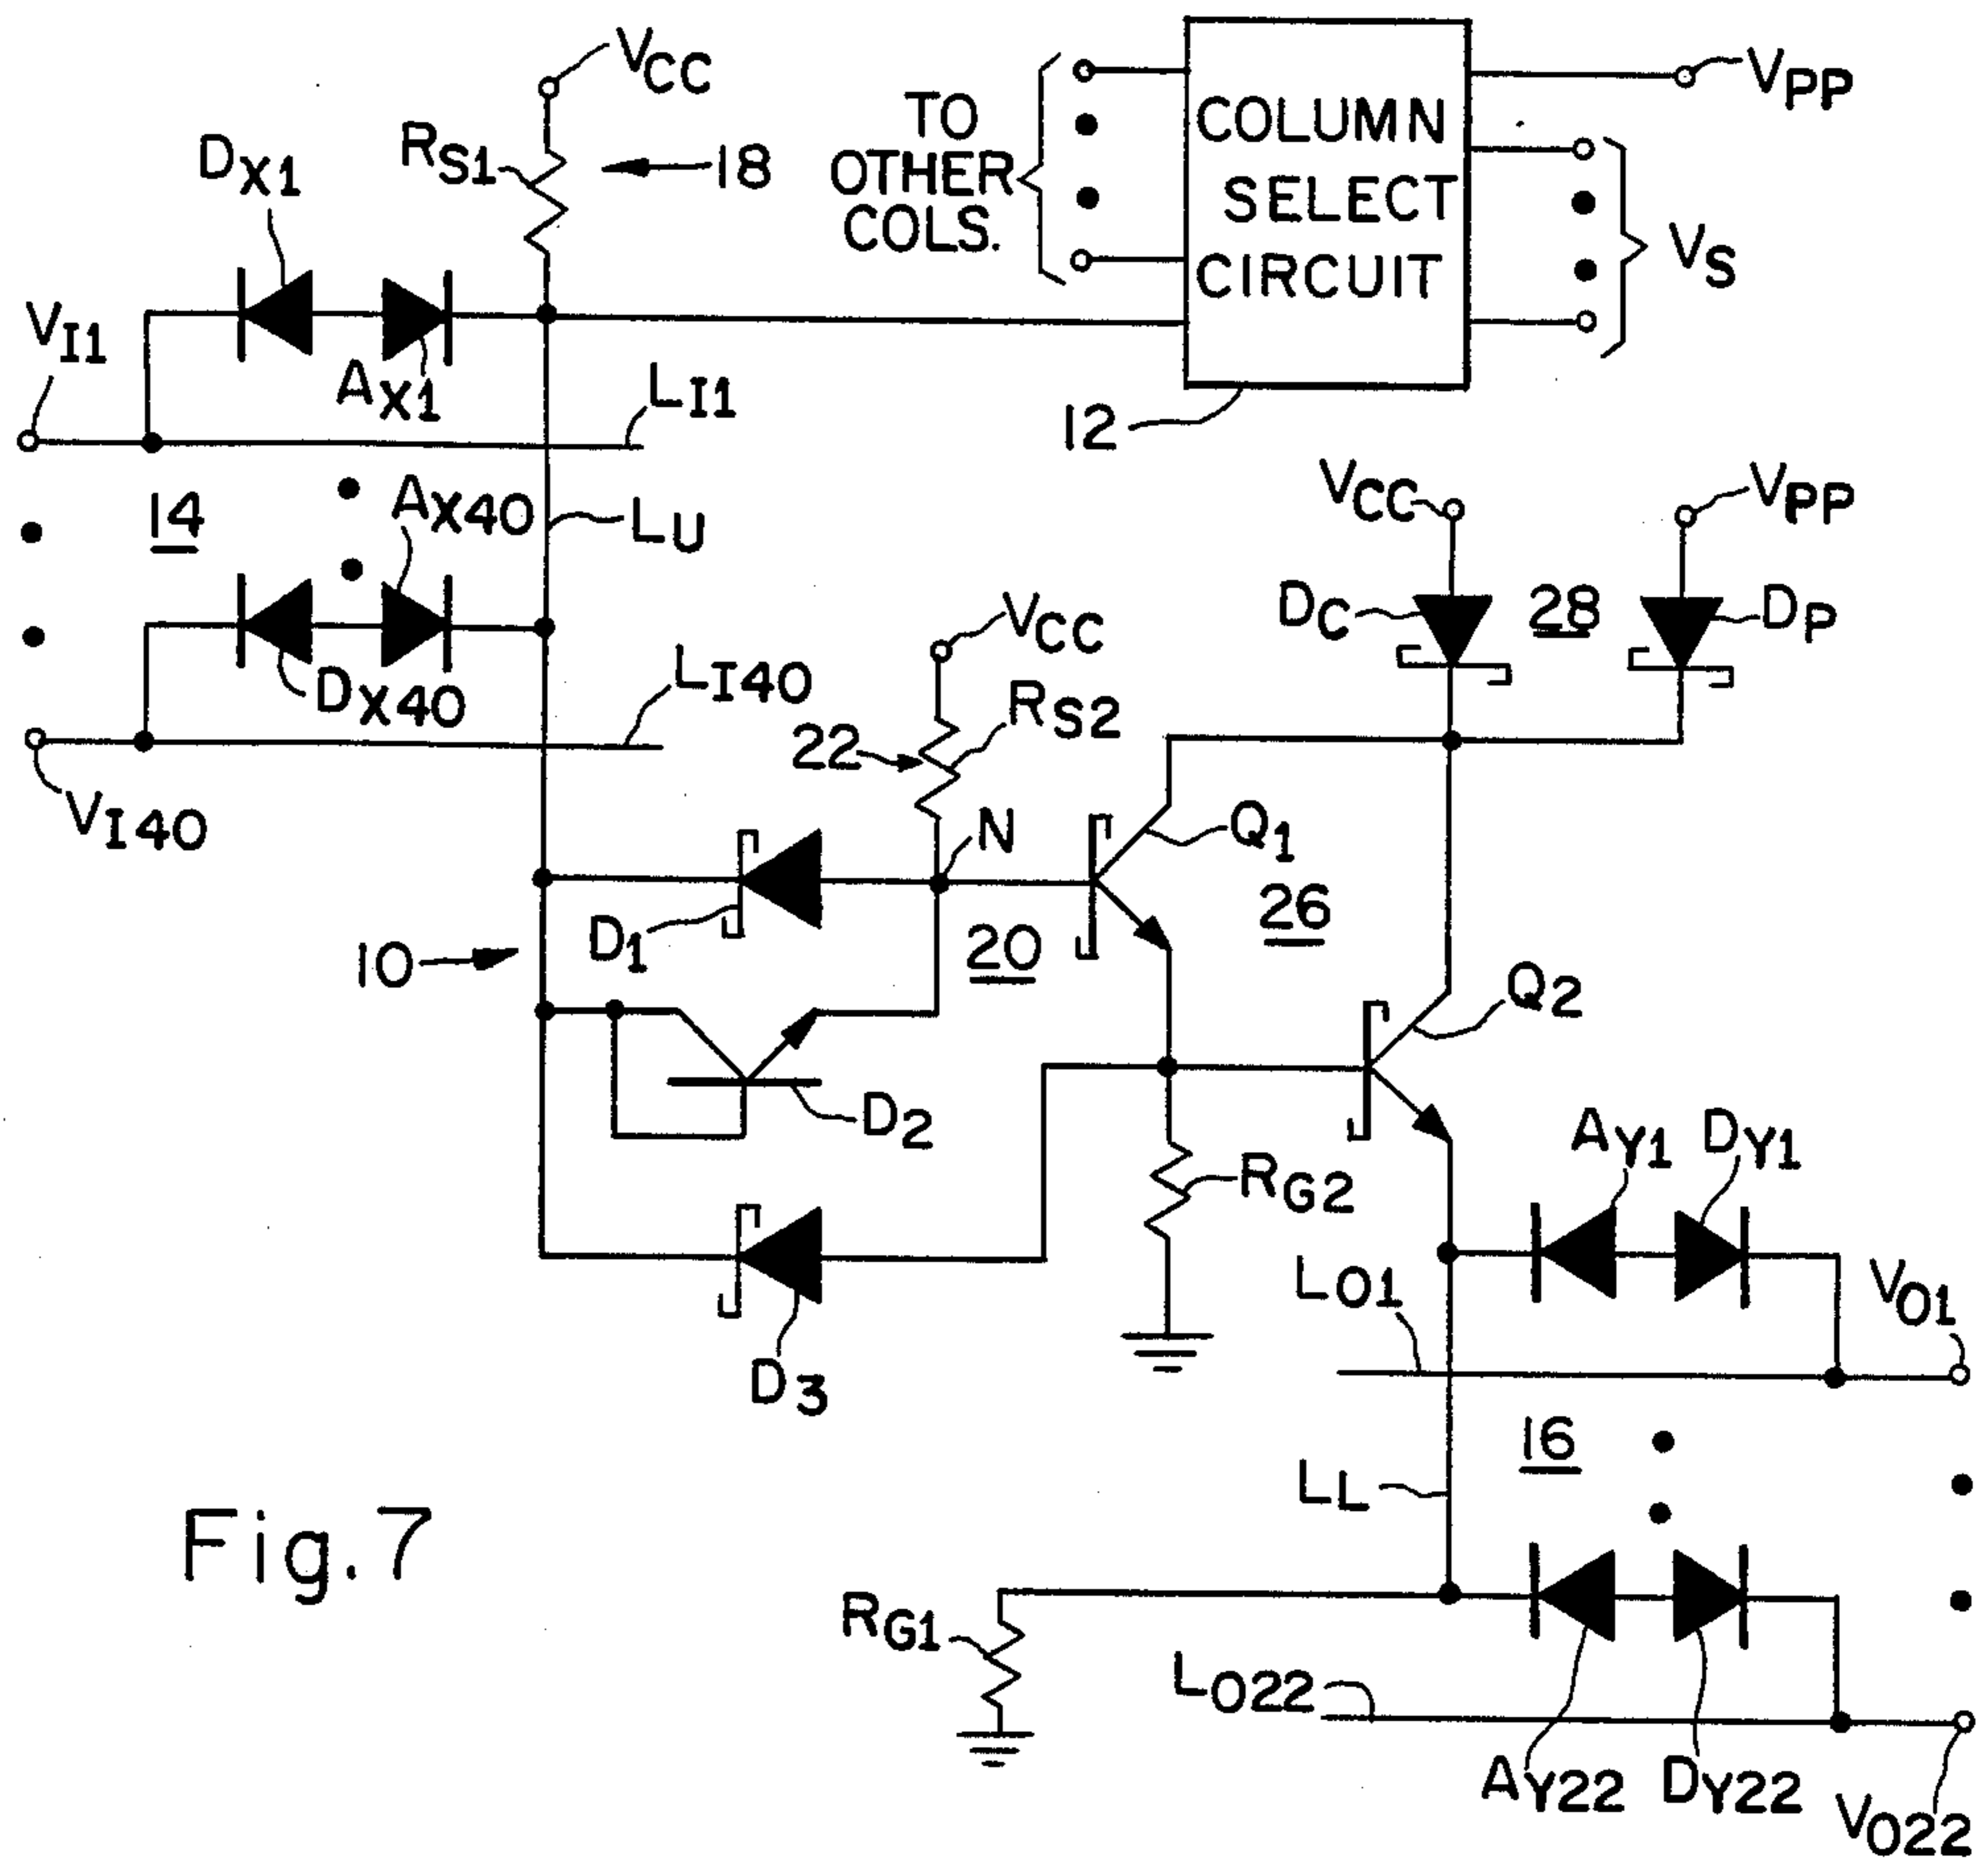 VCC
VPP
DX1
RS1
18
TO
OTHER
COLS.
COLUMN
SELECT
CIRCUIT
VS
VI1
AX1
LI1
12
14
AX40
LU
VCC
VPP
DC
28
DP
DX40
LI40
VCC
RS2
22
VI40
N
Q1
26
D1
20
10
Q2
D2
AY1
DY1
RG2
LO1
VO1
D3
16
LL
Fig.7
RG1
LO22
AY22
DY22
VO22